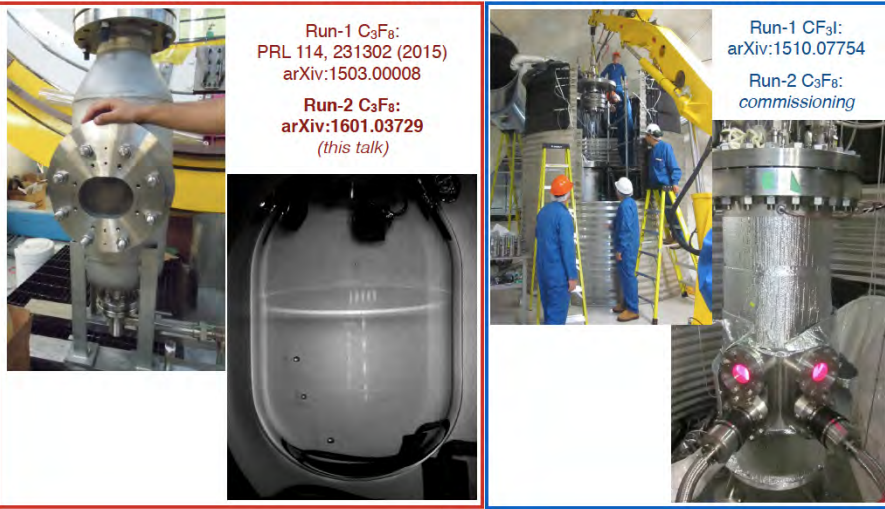 Run-1 C₃F₈:
PRL 114, 231302 (2015)
arXiv:1503.00008
Run-2 C₃F₈:
arXiv:1601.03729
(this talk)
Run-1 CF₃I:
arXiv:1510.07754
Run-2 C₃F₈:
commissioning